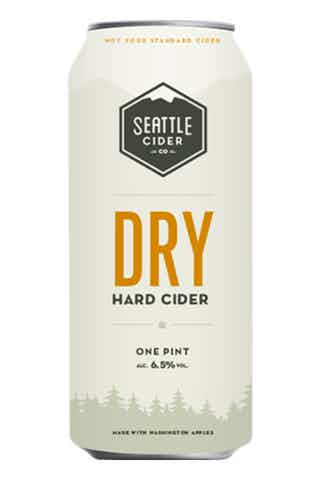 NOT YOUR STANDARD CIDER
SEATTLE
CIDER
CO
DRY
HARD CIDER
ONE PINT
ALC. 6.5% VOL.
MADE WITH WASHINGTON APPLES